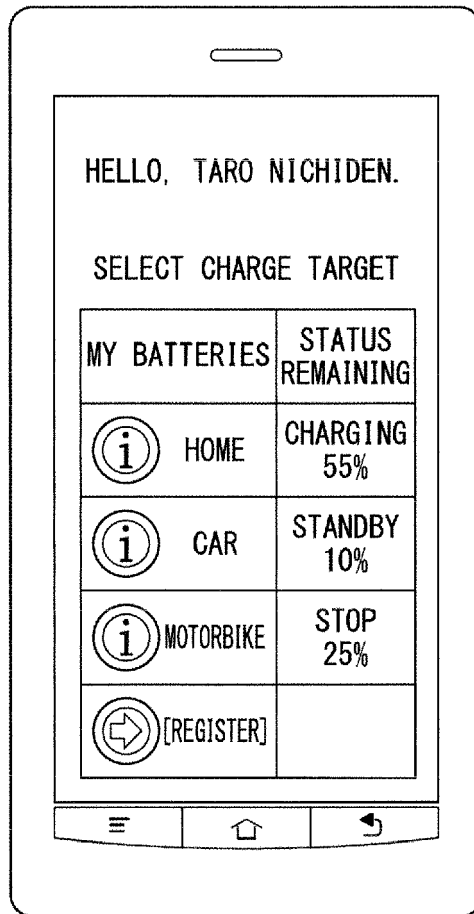 HELLO, TARO NICHIDEN.
SELECT CHARGE TARGET
MY BATTERIES
STATUS
REMAINING
i HOME
CHARGING
55%
i CAR
STANDBY
10%
i MOTORBIKE
STOP
25%
[REGISTER]